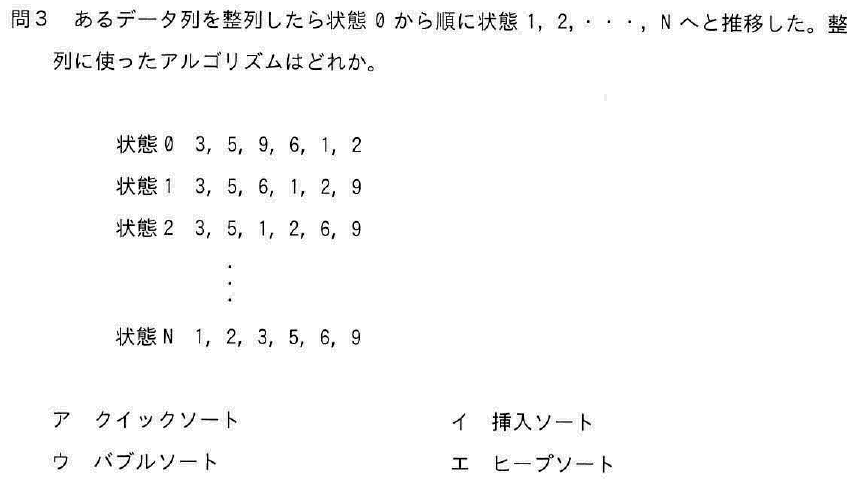 問3 あるデータ列を整列したら状態 0 から順に状態 1, 2, ・・・, N へと推移した。整
列に使ったアルゴリズムはどれか。
状態 0 3, 5, 9, 6, 1, 2
状態 1 3, 5, 6, 1, 2, 9
状態 2 3, 5, 1, 2, 6, 9
・
・
・
状態 N 1, 2, 3, 5, 6, 9
ア クイックソート イ 挿入ソート
ウ バブルソート エ ヒープソート